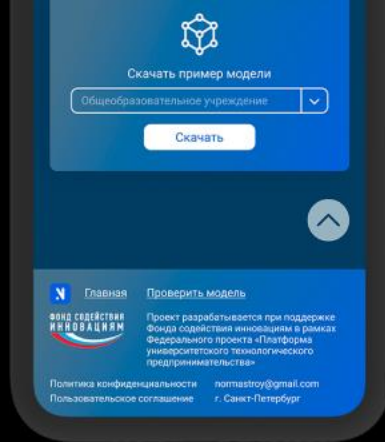 Скачать пример модели
Общеобразовательное учреждение
Скачать
Главная Проверить модель
ФОНД СОДЕЙСТВИЯ
ИННОВАЦИЯМ
Проект разрабатывается при поддержке
Фонда содействия инновациям в рамках
Федерального проекта «Платформа
университетского технологического
предпринимательства»
Политика конфиденциальности normastroy@gmail.com
Пользовательское соглашение г. Санкт-Петербург